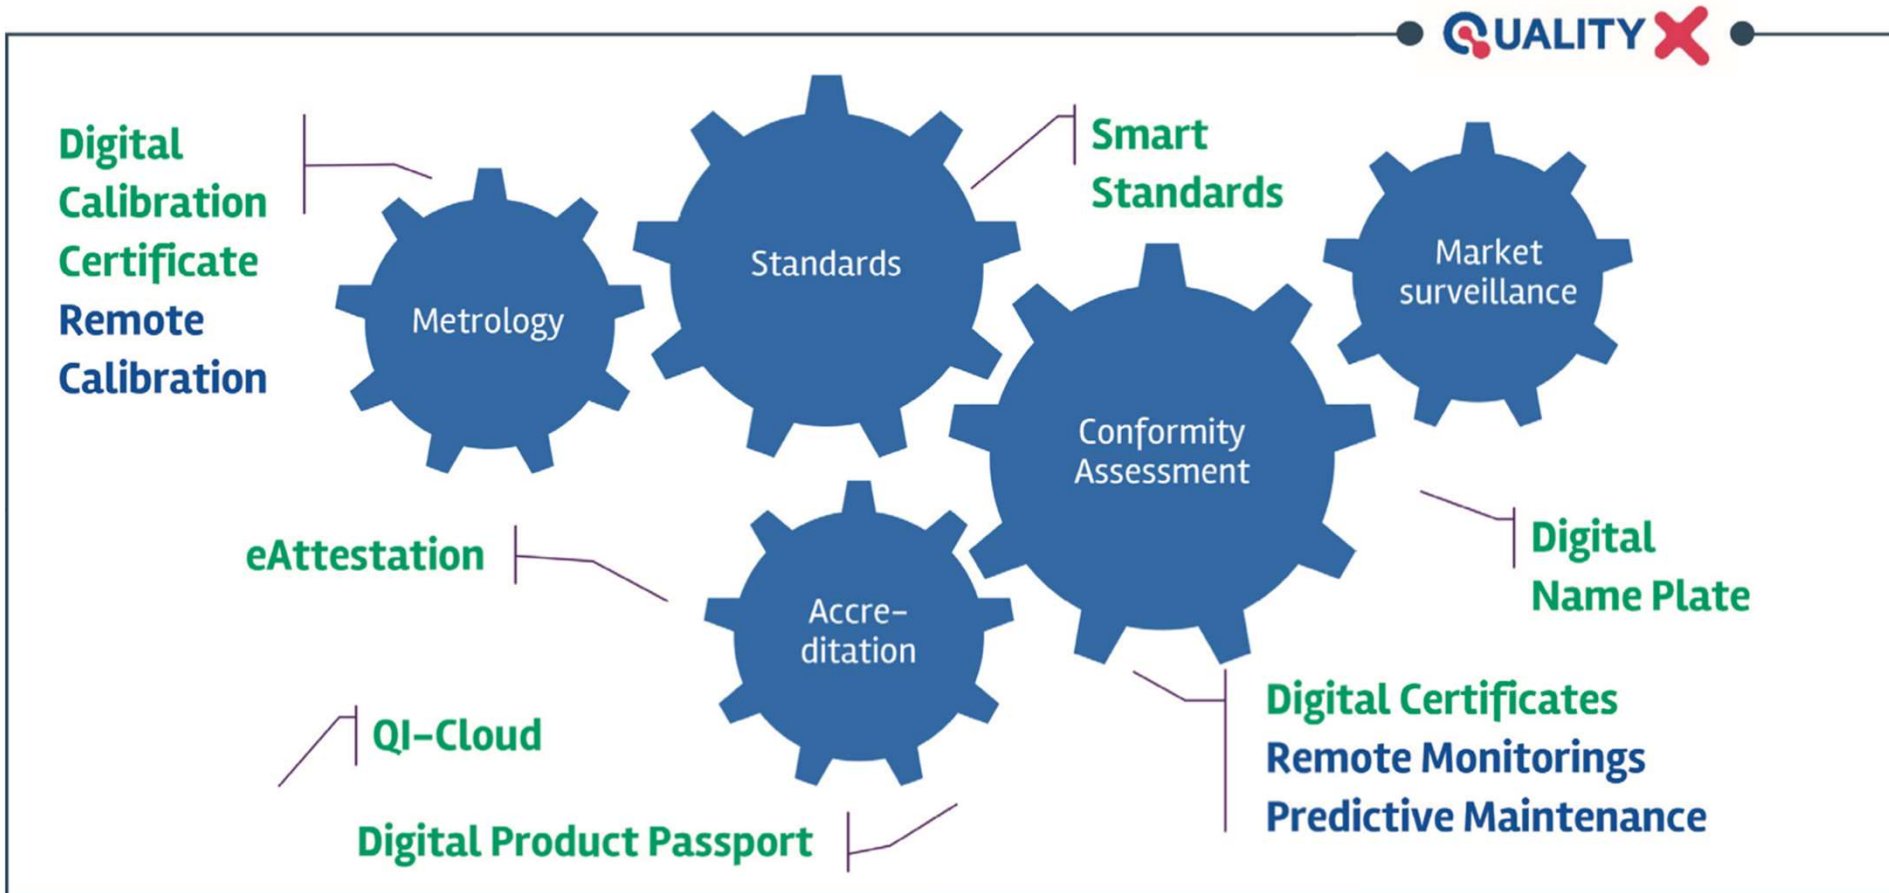 QUALITY X
Digital
Calibration
Certificate
Remote
Calibration
Metrology
Standards
Smart
Standards
Market
surveillance
Conformity
Assessment
eAttestation
Accre-
ditation
Digital
Name Plate
QI-Cloud
Digital Certificates
Remote Monitorings
Predictive Maintenance
Digital Product Passport